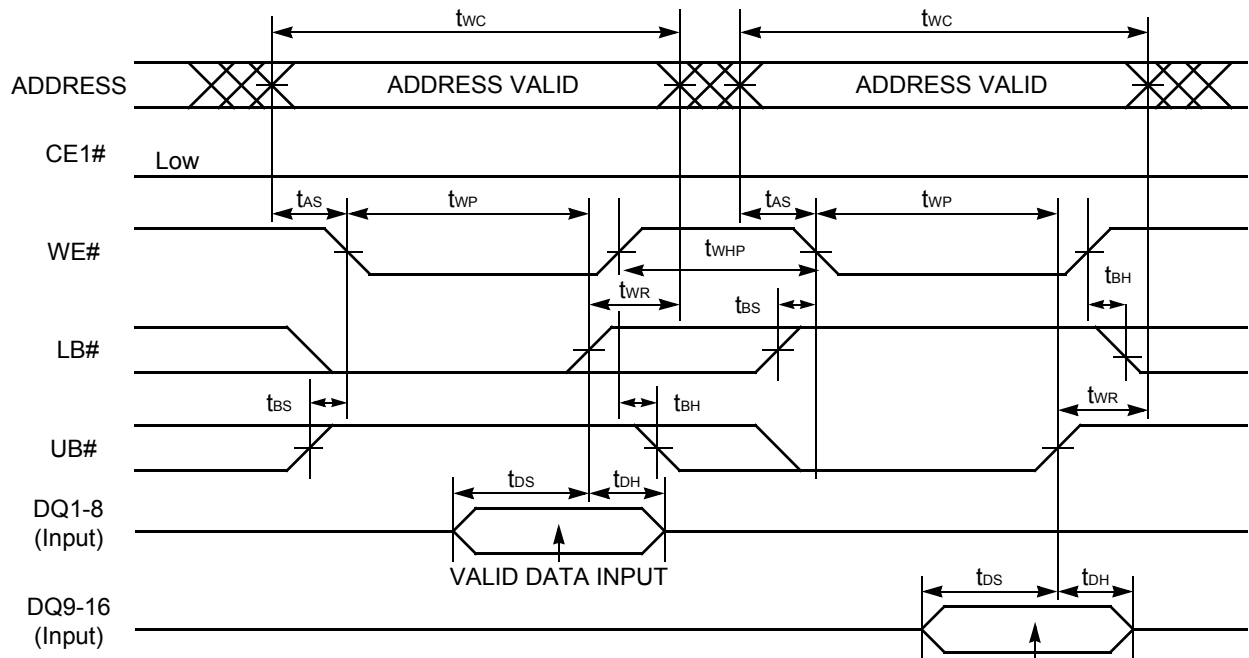 tWC tWC
ADDRESS ADDRESS VALID ADDRESS VALID
CE1# Low
tAS tWP tAS tWP
WE#
tWHP
tBH
tWR tBS
LB#
tBS tBH tWR
UB#
tDS tDH
DQ1-8
(Input)
VALID DATA INPUT
tDS tDH
DQ9-16
(Input)